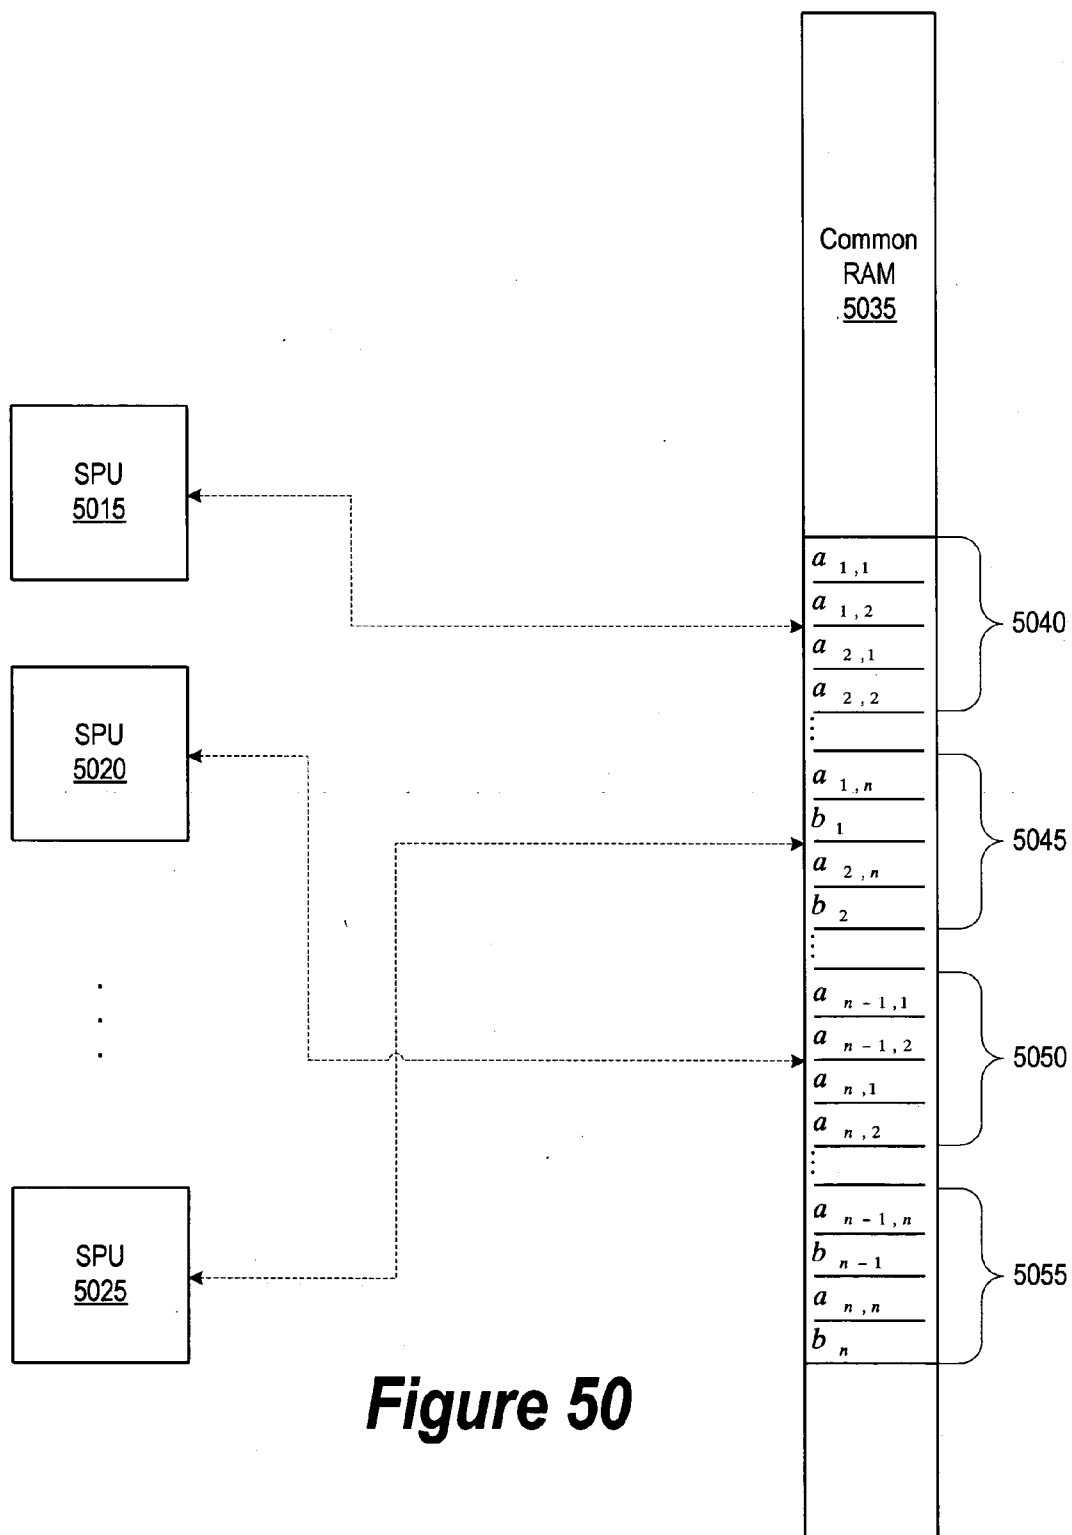 Common
RAM
5035
SPU
5015
SPU
5020
SPU
5025
a 1,1
a 1,2
a 2,1
a 2,2
⋮
a 1,n
b 1
a 2,n
b 2
⋮
a n-1,1
a n-1,2
a n,1
a n,2
⋮
a n-1,n
b n-1
a n,n
b n
5040
5045
5050
5055
Figure 50